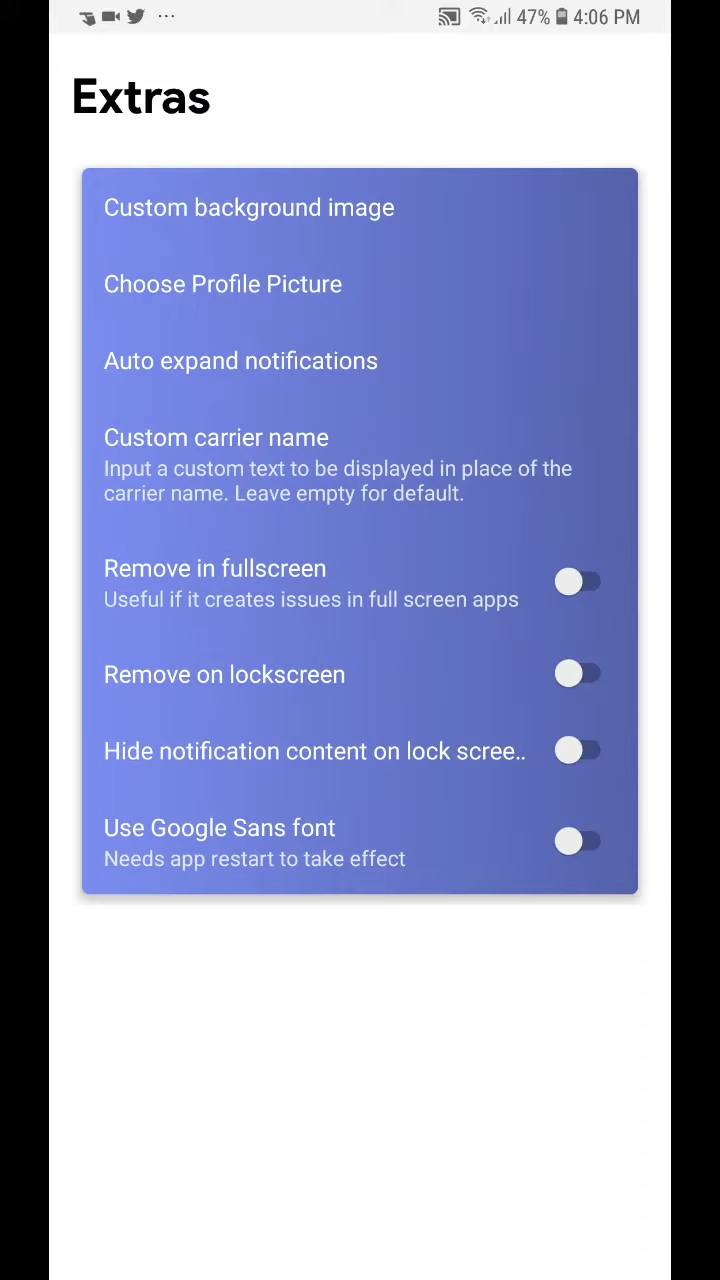 47% 4:06 PM
Extras
Custom background image
Choose Profile Picture
Auto expand notifications
Custom carrier name
Input a custom text to be displayed in place of the
carrier name. Leave empty for default.
Remove in fullscreen
Useful if it creates issues in full screen apps
Remove on lockscreen
Hide notification content on lock scree..
Use Google Sans font
Needs app restart to take effect